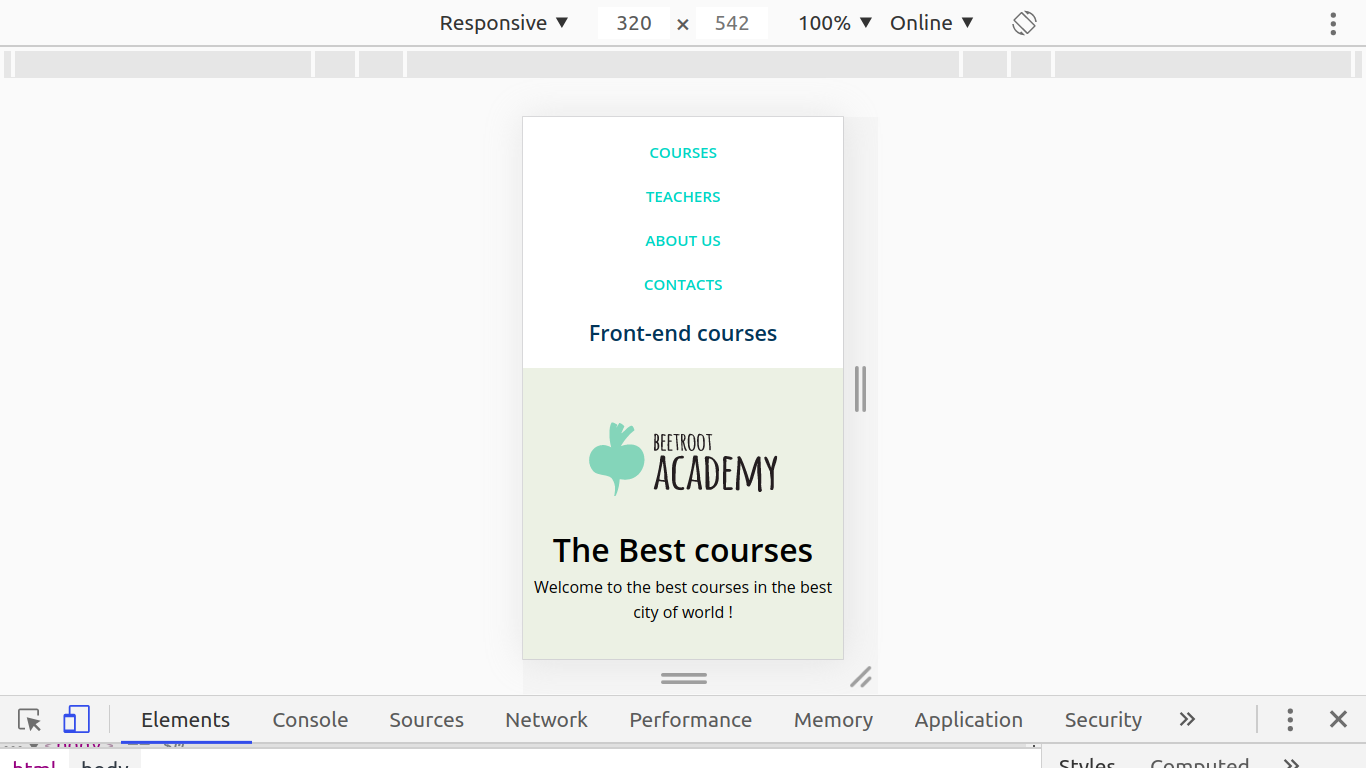 Responsive ▼ 320 × 542 100% ▼ Online ▼
COURSES
TEACHERS
ABOUT US
CONTACTS
Front-end courses
BEETROOT
ACADEMY
The Best courses
Welcome to the best courses in the best
city of world !
Elements Console Sources Network Performance Memory Application Security »
html body
Styles Computed »